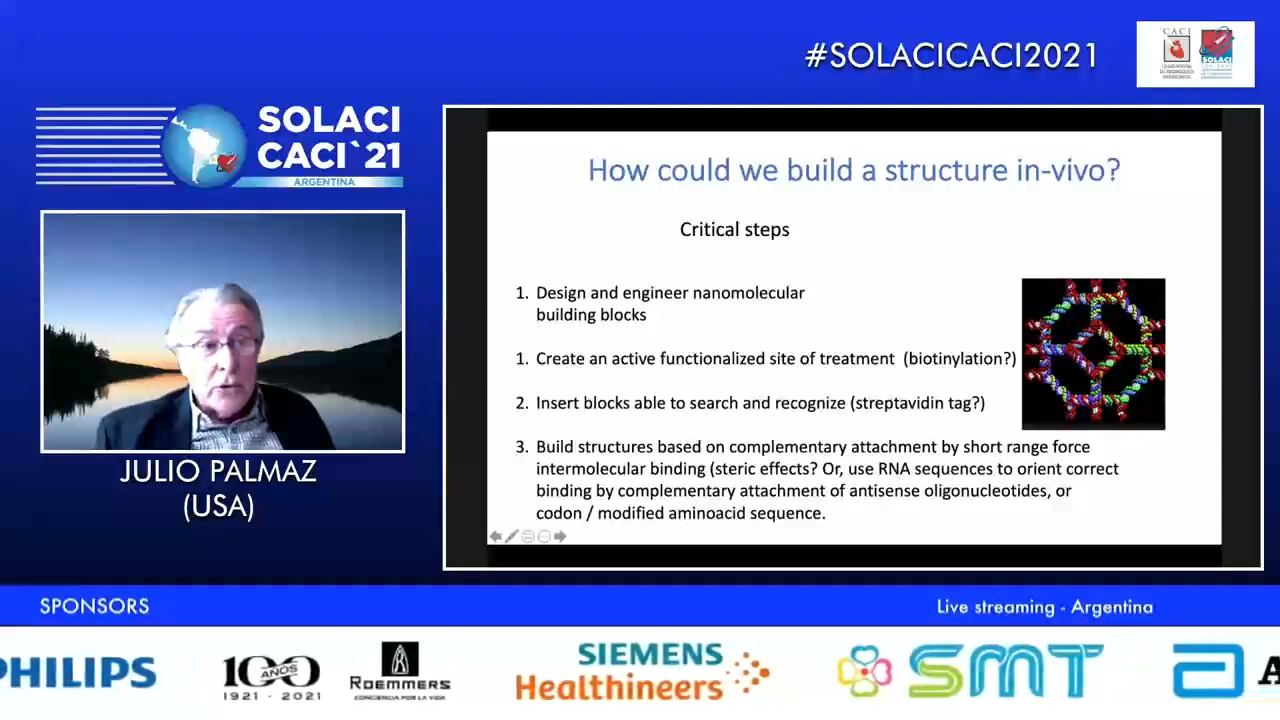 #SOLACICACI2021
CACI
SOLACI
SOLACI
CACI`21
ARGENTINA
JULIO PALMAZ
(USA)
How could we build a structure in-vivo?
Critical steps
1. Design and engineer nanomolecular
building blocks
1. Create an active functionalized site of treatment (biotinylation?)
2. Insert blocks able to search and recognize (streptavidin tag?)
3. Build structures based on complementary attachment by short range force
intermolecular binding (steric effects? Or, use RNA sequences to orient correct
binding by complementary attachment of antisense oligonucleotides, or
codon / modified aminoacid sequence.
SPONSORS
Live streaming - Argentina
PHILIPS
100
AÑOS
1921 - 2021
ROEMMERS
CONCIENCIA POR LA VIDA
SIEMENS
Healthineers
SMT
A